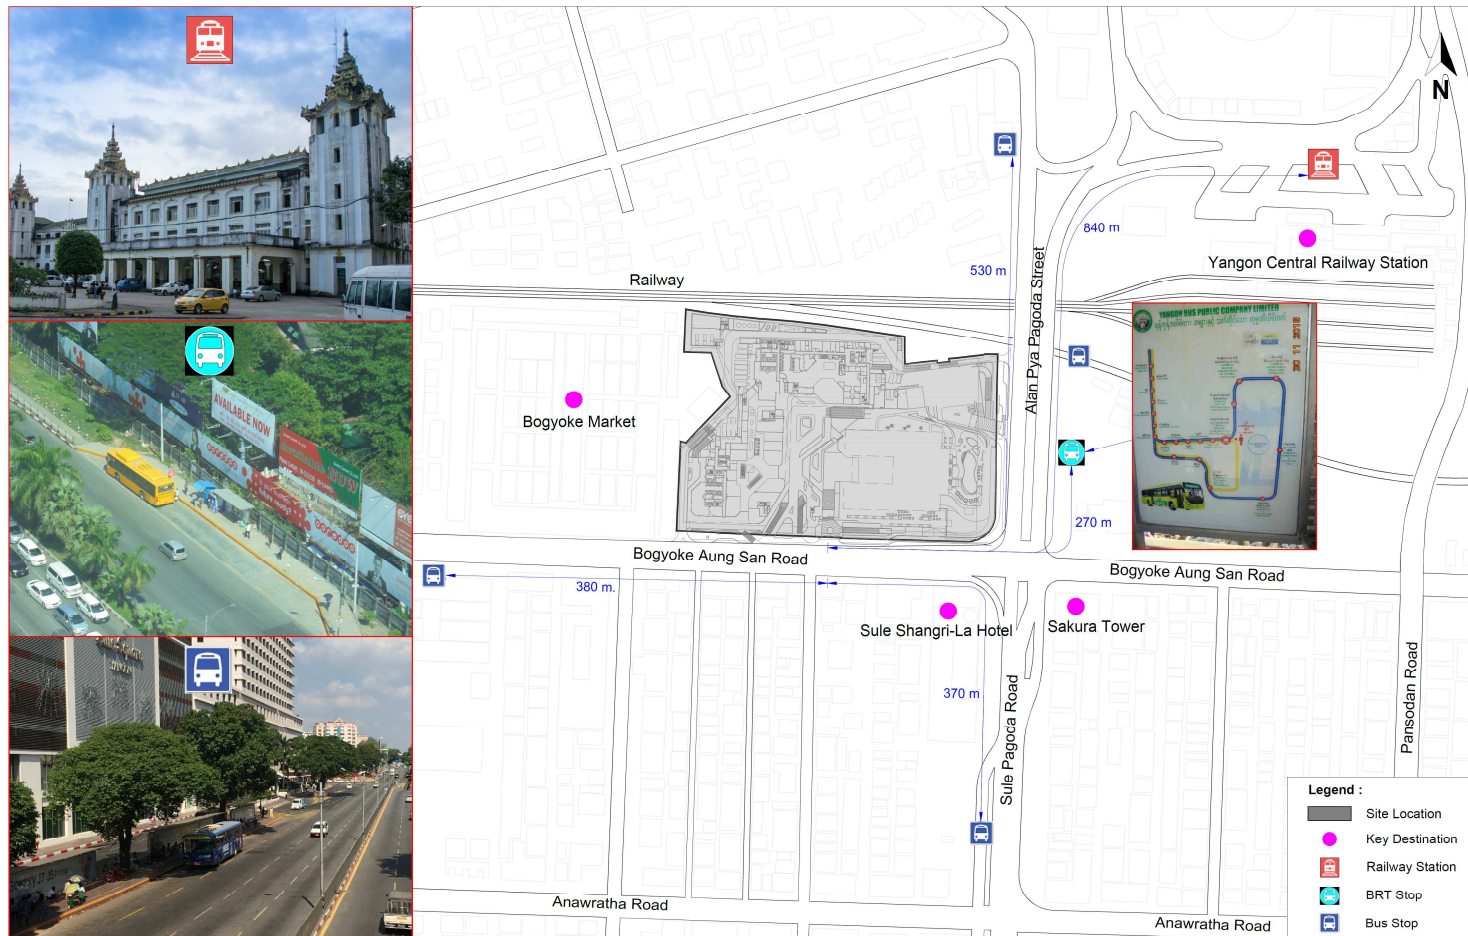 AVAILABLE NOW
NOW
N
530 m
840 m
Yangon Central Railway Station
Railway
Alan Pya Pagoda Street
YANGON BUS PUBLIC COMPANY LIMITED
Bogyoke Market
270 m
Bogyoke Aung San Road
Bogyoke Aung San Road
380 m.
Sule Shangri-La Hotel
Sakura Tower
370 m
Sule Pagoda Road
Pansodan Road
Anawratha Road
Anawratha Road
Legend :
Site Location
Key Destination
Railway Station
BRT Stop
Bus Stop